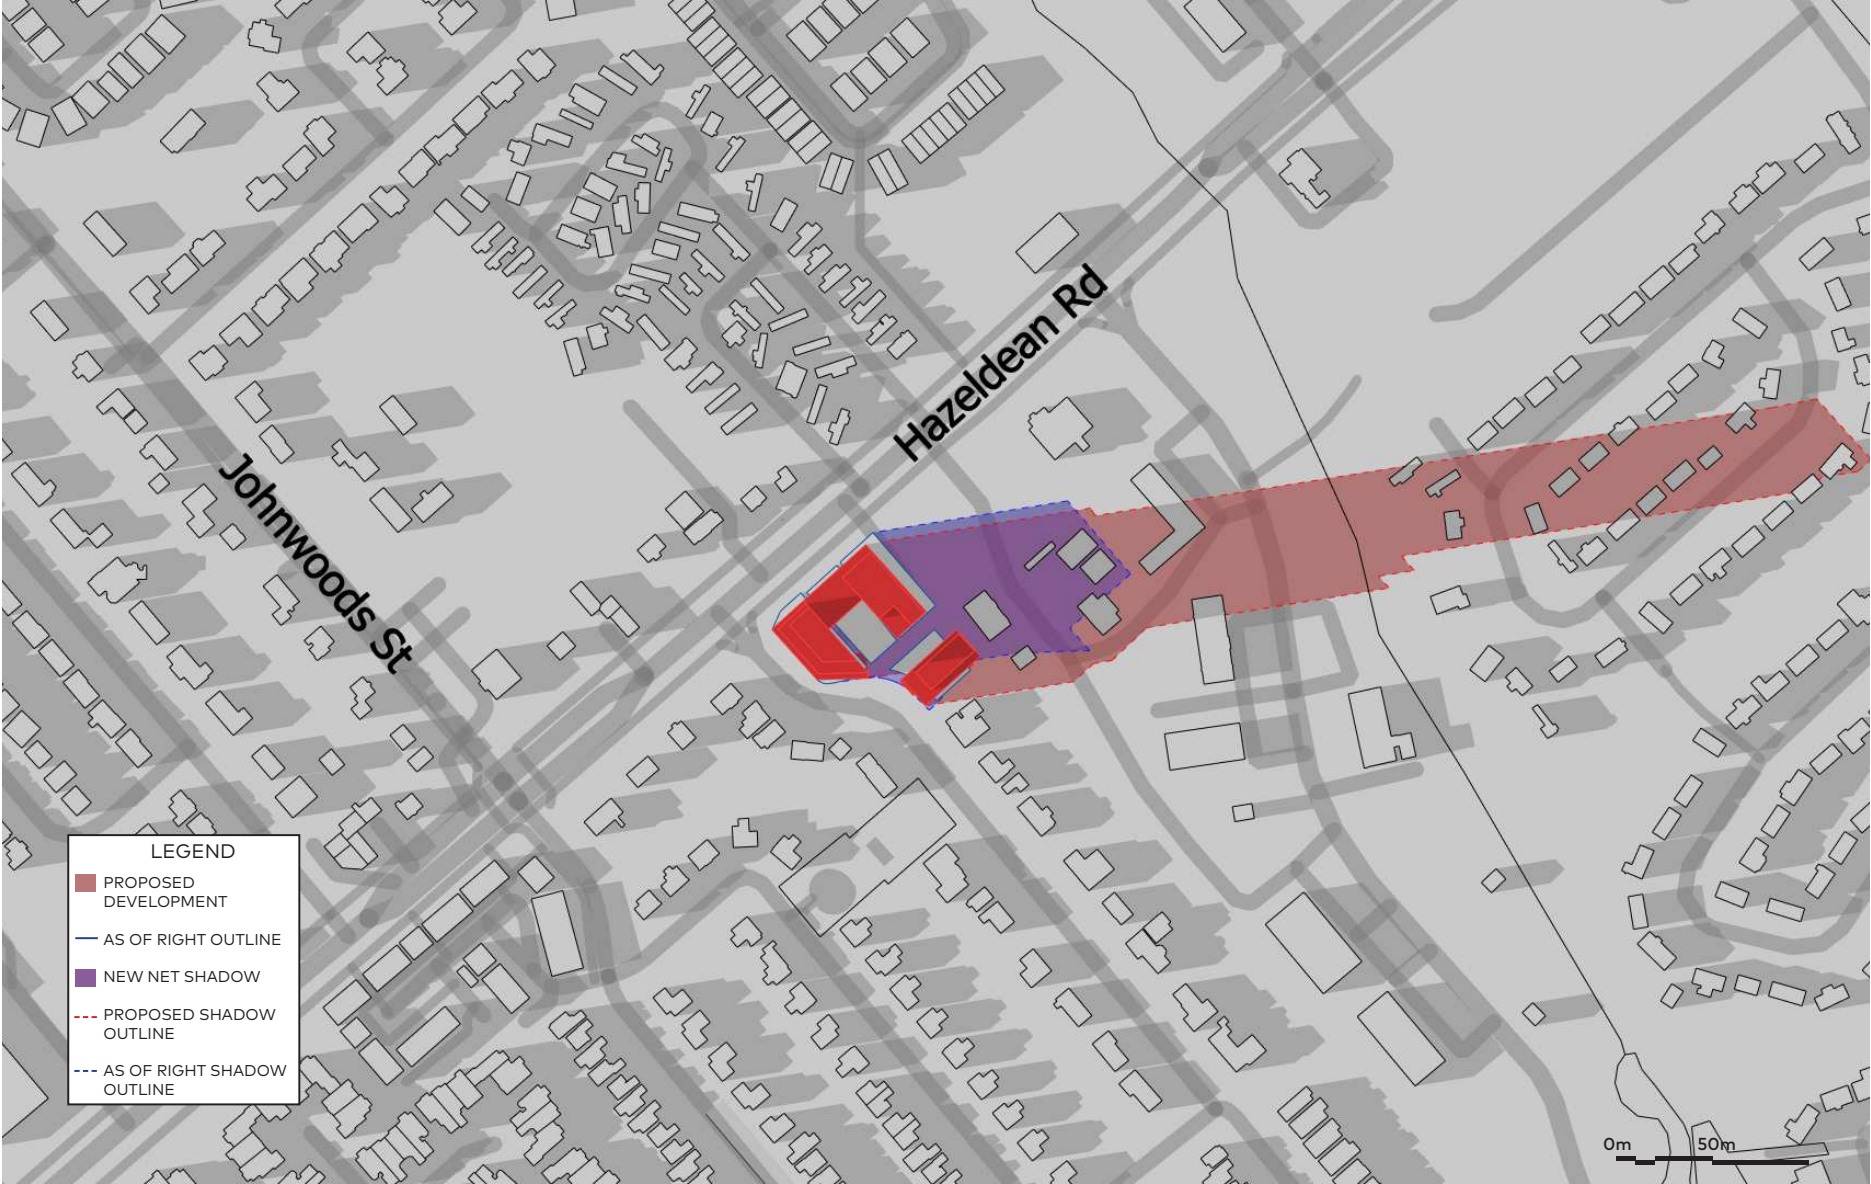 Hazeldean Rd
Johnwoods St
LEGEND
PROPOSED
DEVELOPMENT
AS OF RIGHT OUTLINE
NEW NET SHADOW
PROPOSED SHADOW
OUTLINE
AS OF RIGHT SHADOW
OUTLINE
0m 50m